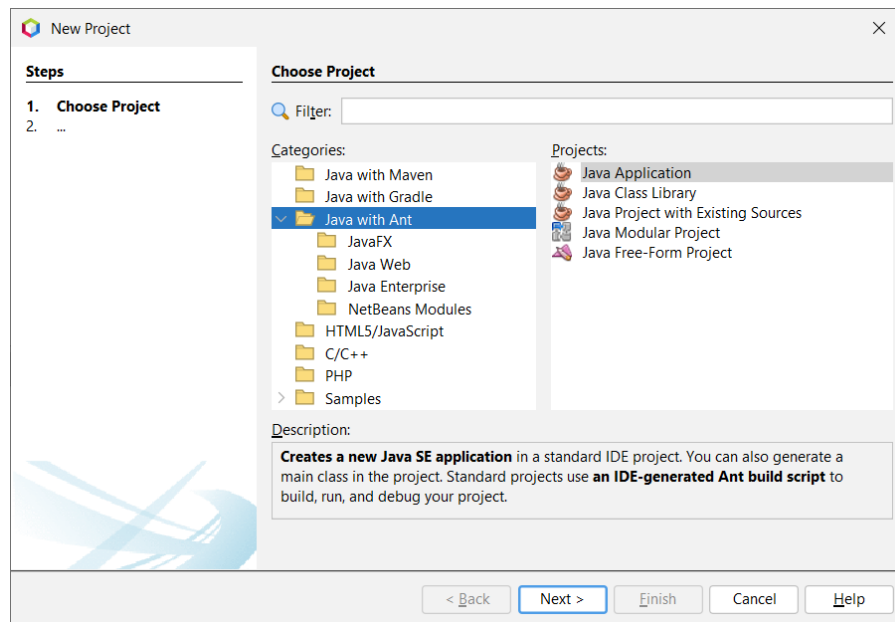 New Project
Steps
1. Choose Project
2. ...
Choose Project
Filter:
Categories:
Java with Maven
Java with Gradle
Java with Ant
JavaFX
Java Web
Java Enterprise
NetBeans Modules
HTML5/JavaScript
C/C++
PHP
Samples
Projects:
Java Application
Java Class Library
Java Project with Existing Sources
Java Modular Project
Java Free-Form Project
Description:
Creates a new Java SE application in a standard IDE project. You can also generate a
main class in the project. Standard projects use an IDE-generated Ant build script to
build, run, and debug your project.
< Back Next > Finish Cancel Help